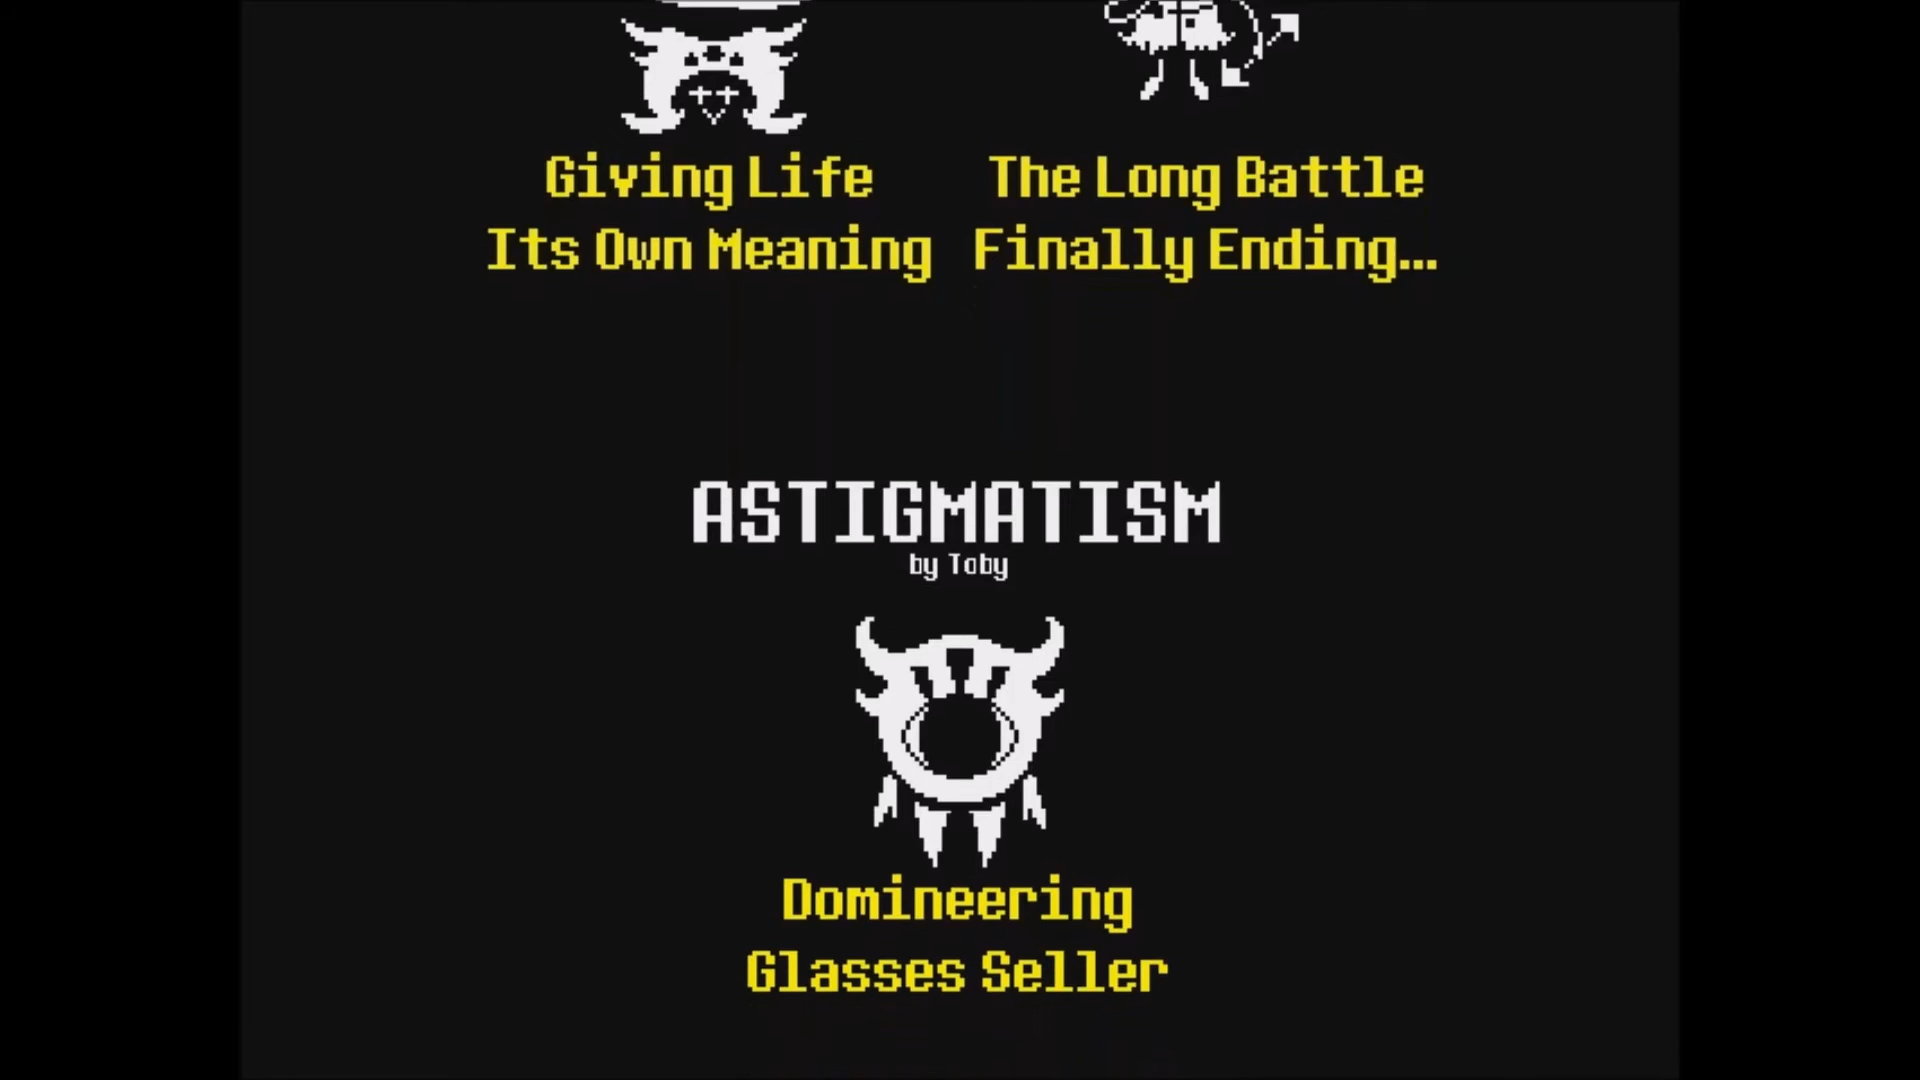 Giving Life
Its Own Meaning
The Long Battle
Finally Ending...
ASTIGMATISM
by Toby
Domineering
Glasses Seller